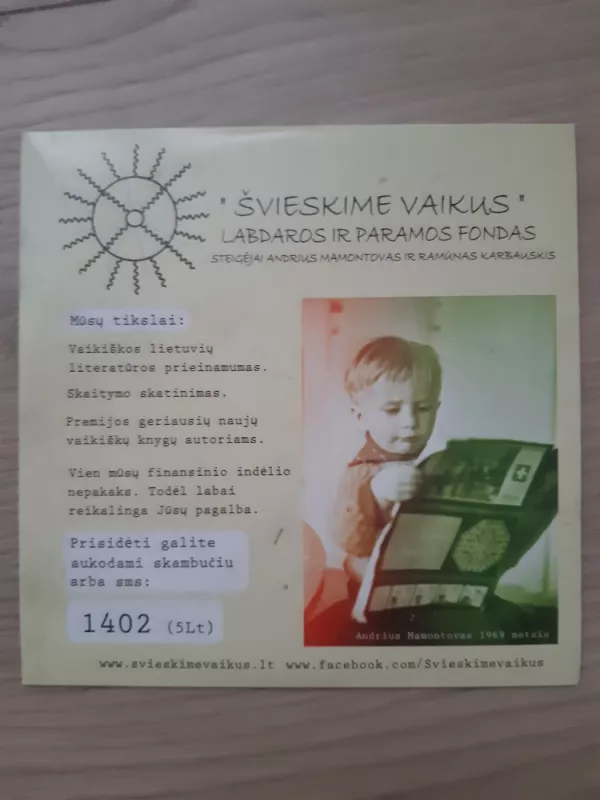 " ŠVIESKIME VAIKUS "
LABDAROS IR PARAMOS FONDAS
STEIGĖJAI ANDRIUS MAMONTOVAS IR RAMŪNAS KARBAUSKIS
Mūsų tikslai:
Vaikiškos lietuvių
literatūros prieinamumas.
Skaitymo skatinimas.
Premijos geriausių naujų
vaikiškų knygų autoriams.
Vien mūsų finansinio indėlio
nepakaks. Todėl labai
reikalinga Jūsų pagalba.
Prisidėti galite
aukodami skambučiu
arba sms:
1402 (5Lt)
Andrius Mamontovas 1969 metais
www.svieskimevaikus.lt www.facebook.com/Svieskimevaikus